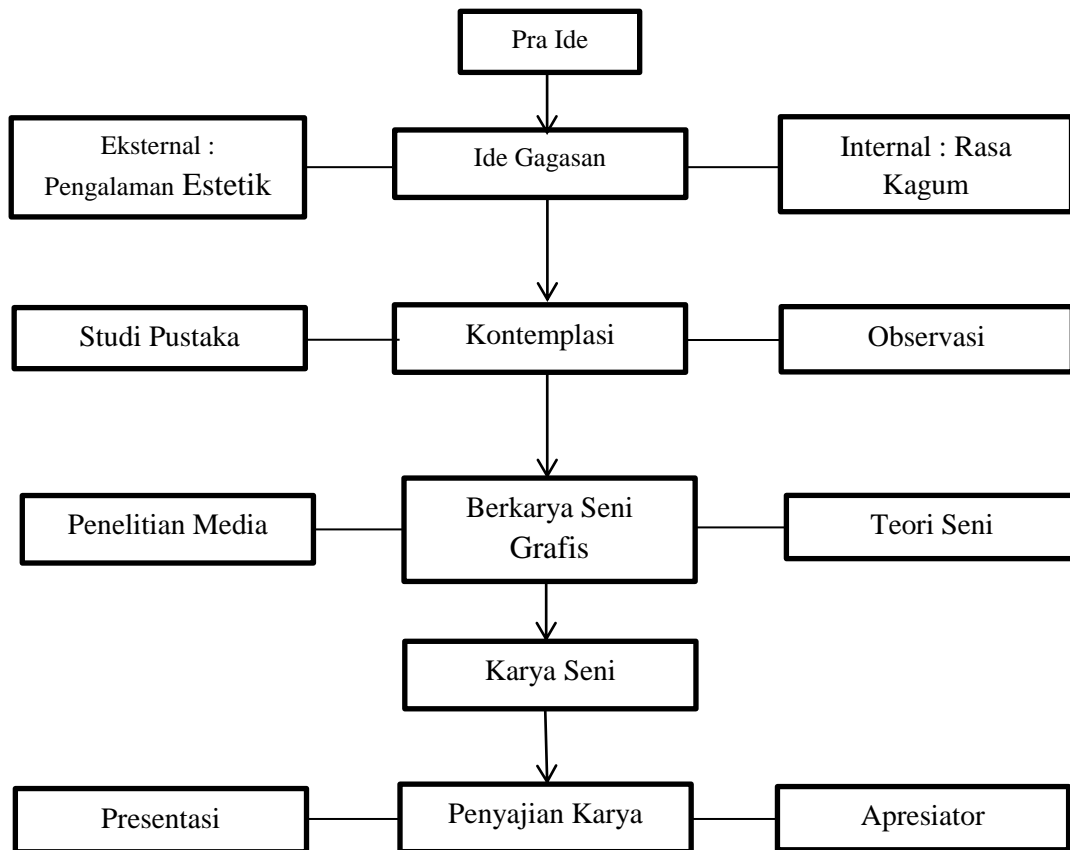 Pra Ide
Eksternal :
Pengalaman Estetik
Ide Gagasan
Internal : Rasa
Kagum
Studi Pustaka
Kontemplasi
Observasi
Penelitian Media
Berkarya Seni
Grafis
Teori Seni
Karya Seni
Presentasi
Penyajian Karya
Apresiator